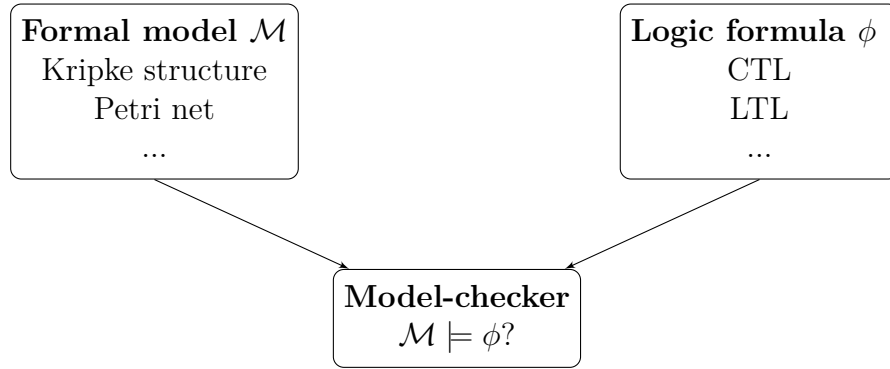 Formal model ℳ
Kripke structure
Petri net
...
Logic formula ϕ
CTL
LTL
...
Model-checker
ℳ ⊨ ϕ?